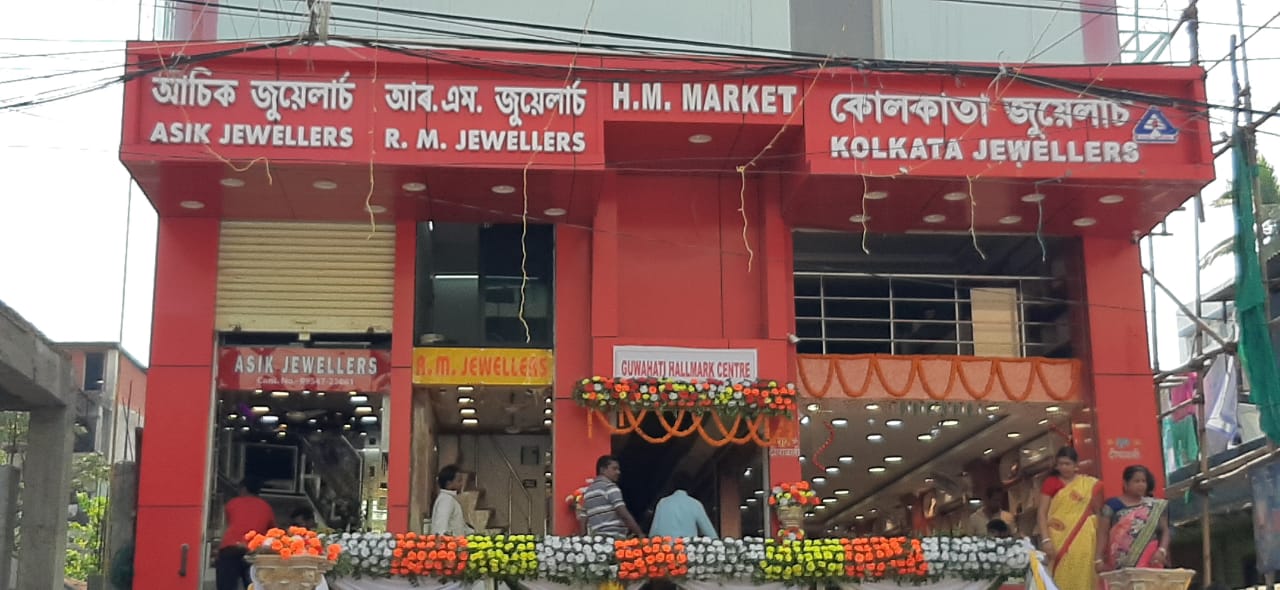 আচিক জুয়েলাৰ্চ
ASIK JEWELLERS
আৰ.এম. জুয়েলাৰ্চ
R. M. JEWELLERS
H.M. MARKET
কোলকাতা জুয়েলাৰ্চ
KOLKATA JEWELLERS
ASIK JEWELLERS
R. M. JEWELLERS
GUWAHATI HALLMARK CENTRE